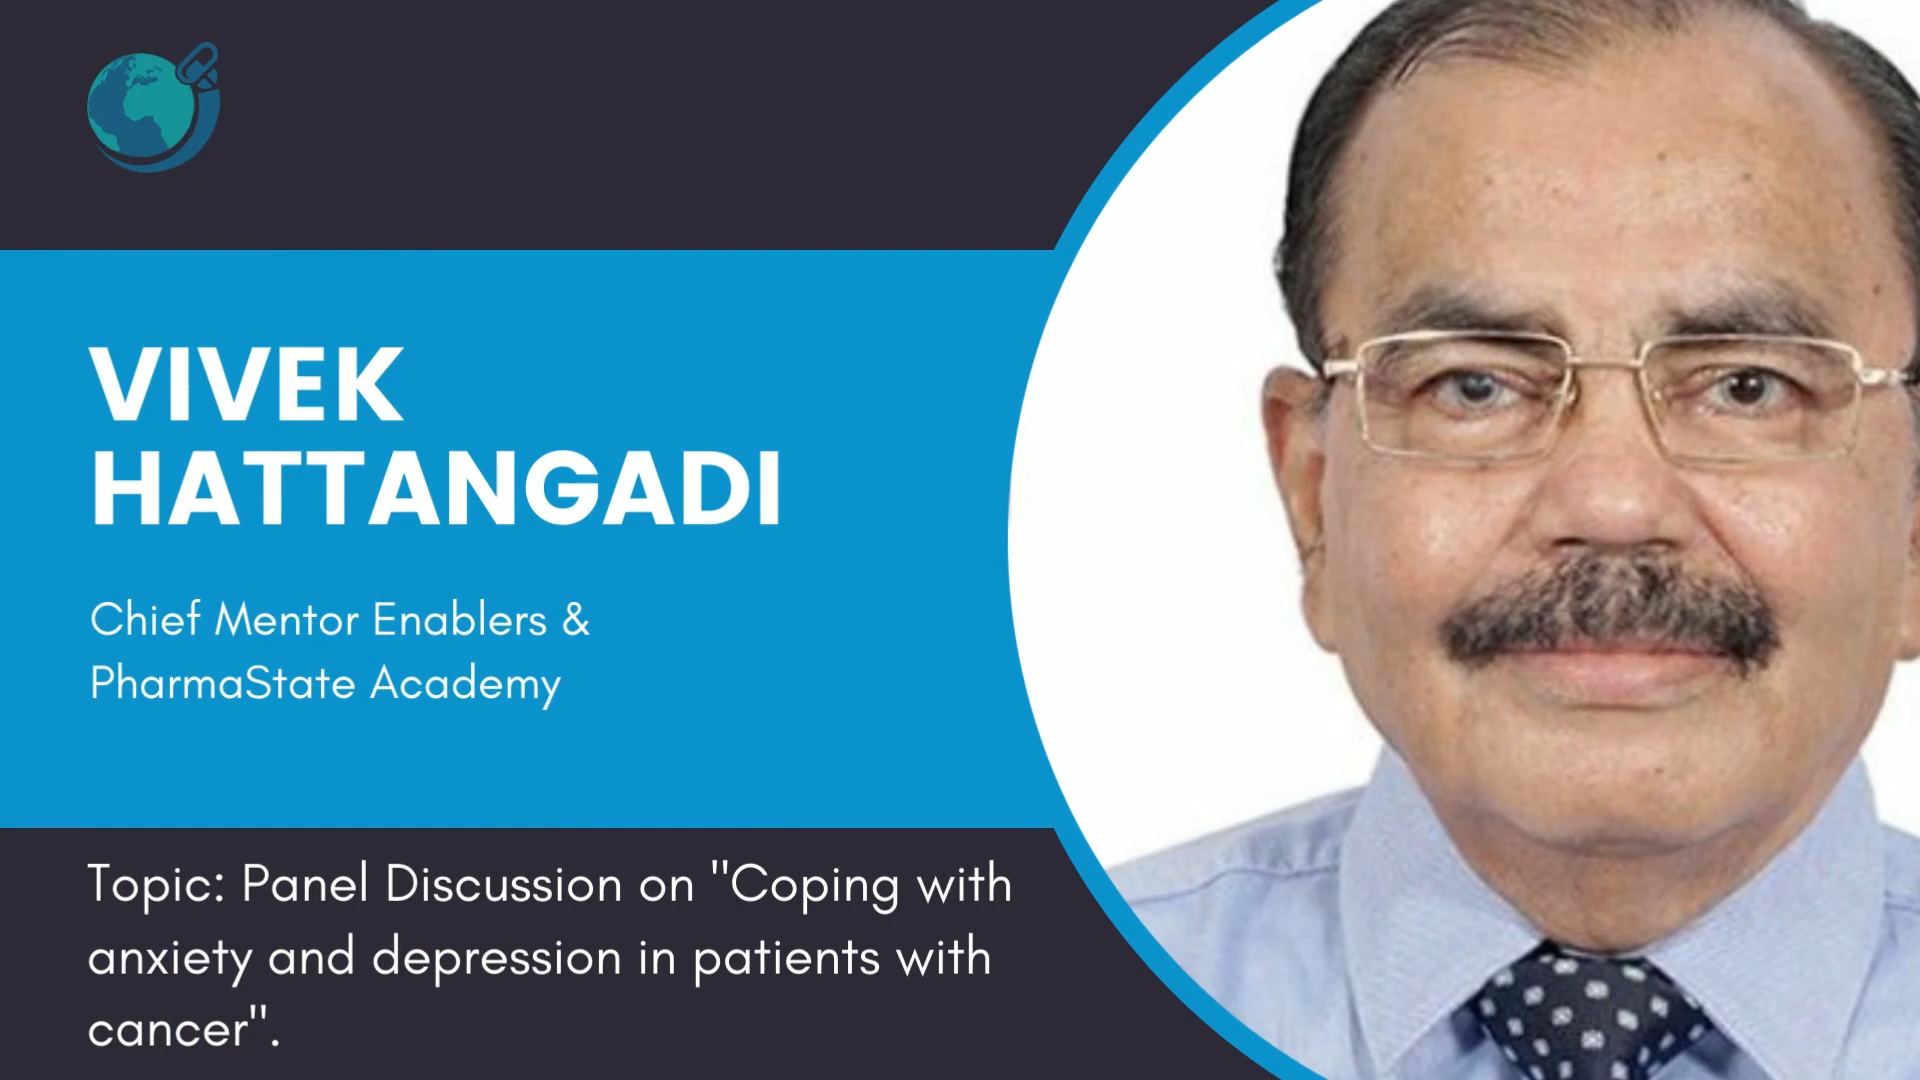 VIVEK
HATTANGADI
Chief Mentor Enablers &
PharmaState Academy
Topic: Panel Discussion on "Coping with
anxiety and depression in patients with
cancer".